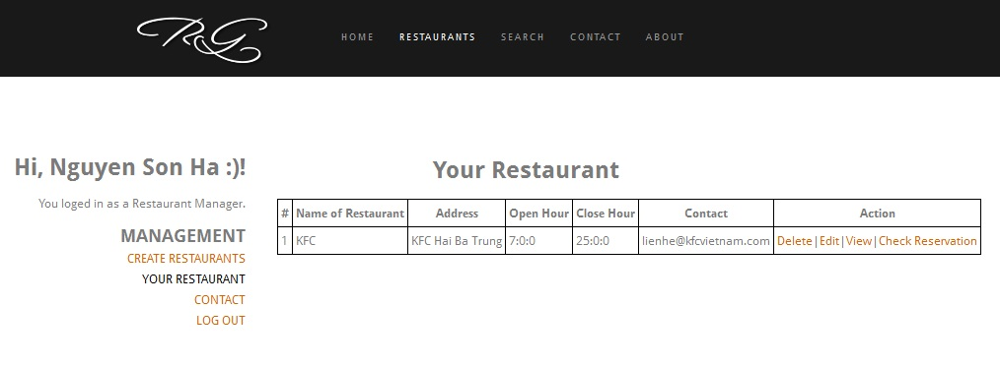 RG
HOME RESTAURANTS SEARCH CONTACT ABOUT
Hi, Nguyen Son Ha :)!
You loged in as a Restaurant Manager.
MANAGEMENT
CREATE RESTAURANTS
YOUR RESTAURANT
CONTACT
LOG OUT
Your Restaurant
# Name of Restaurant Address Open Hour Close Hour Contact Action
1 KFC KFC Hai Ba Trung 7:0:0 25:0:0 lienhe@kfcvietnam.com Delete|Edit|View|Check Reservation